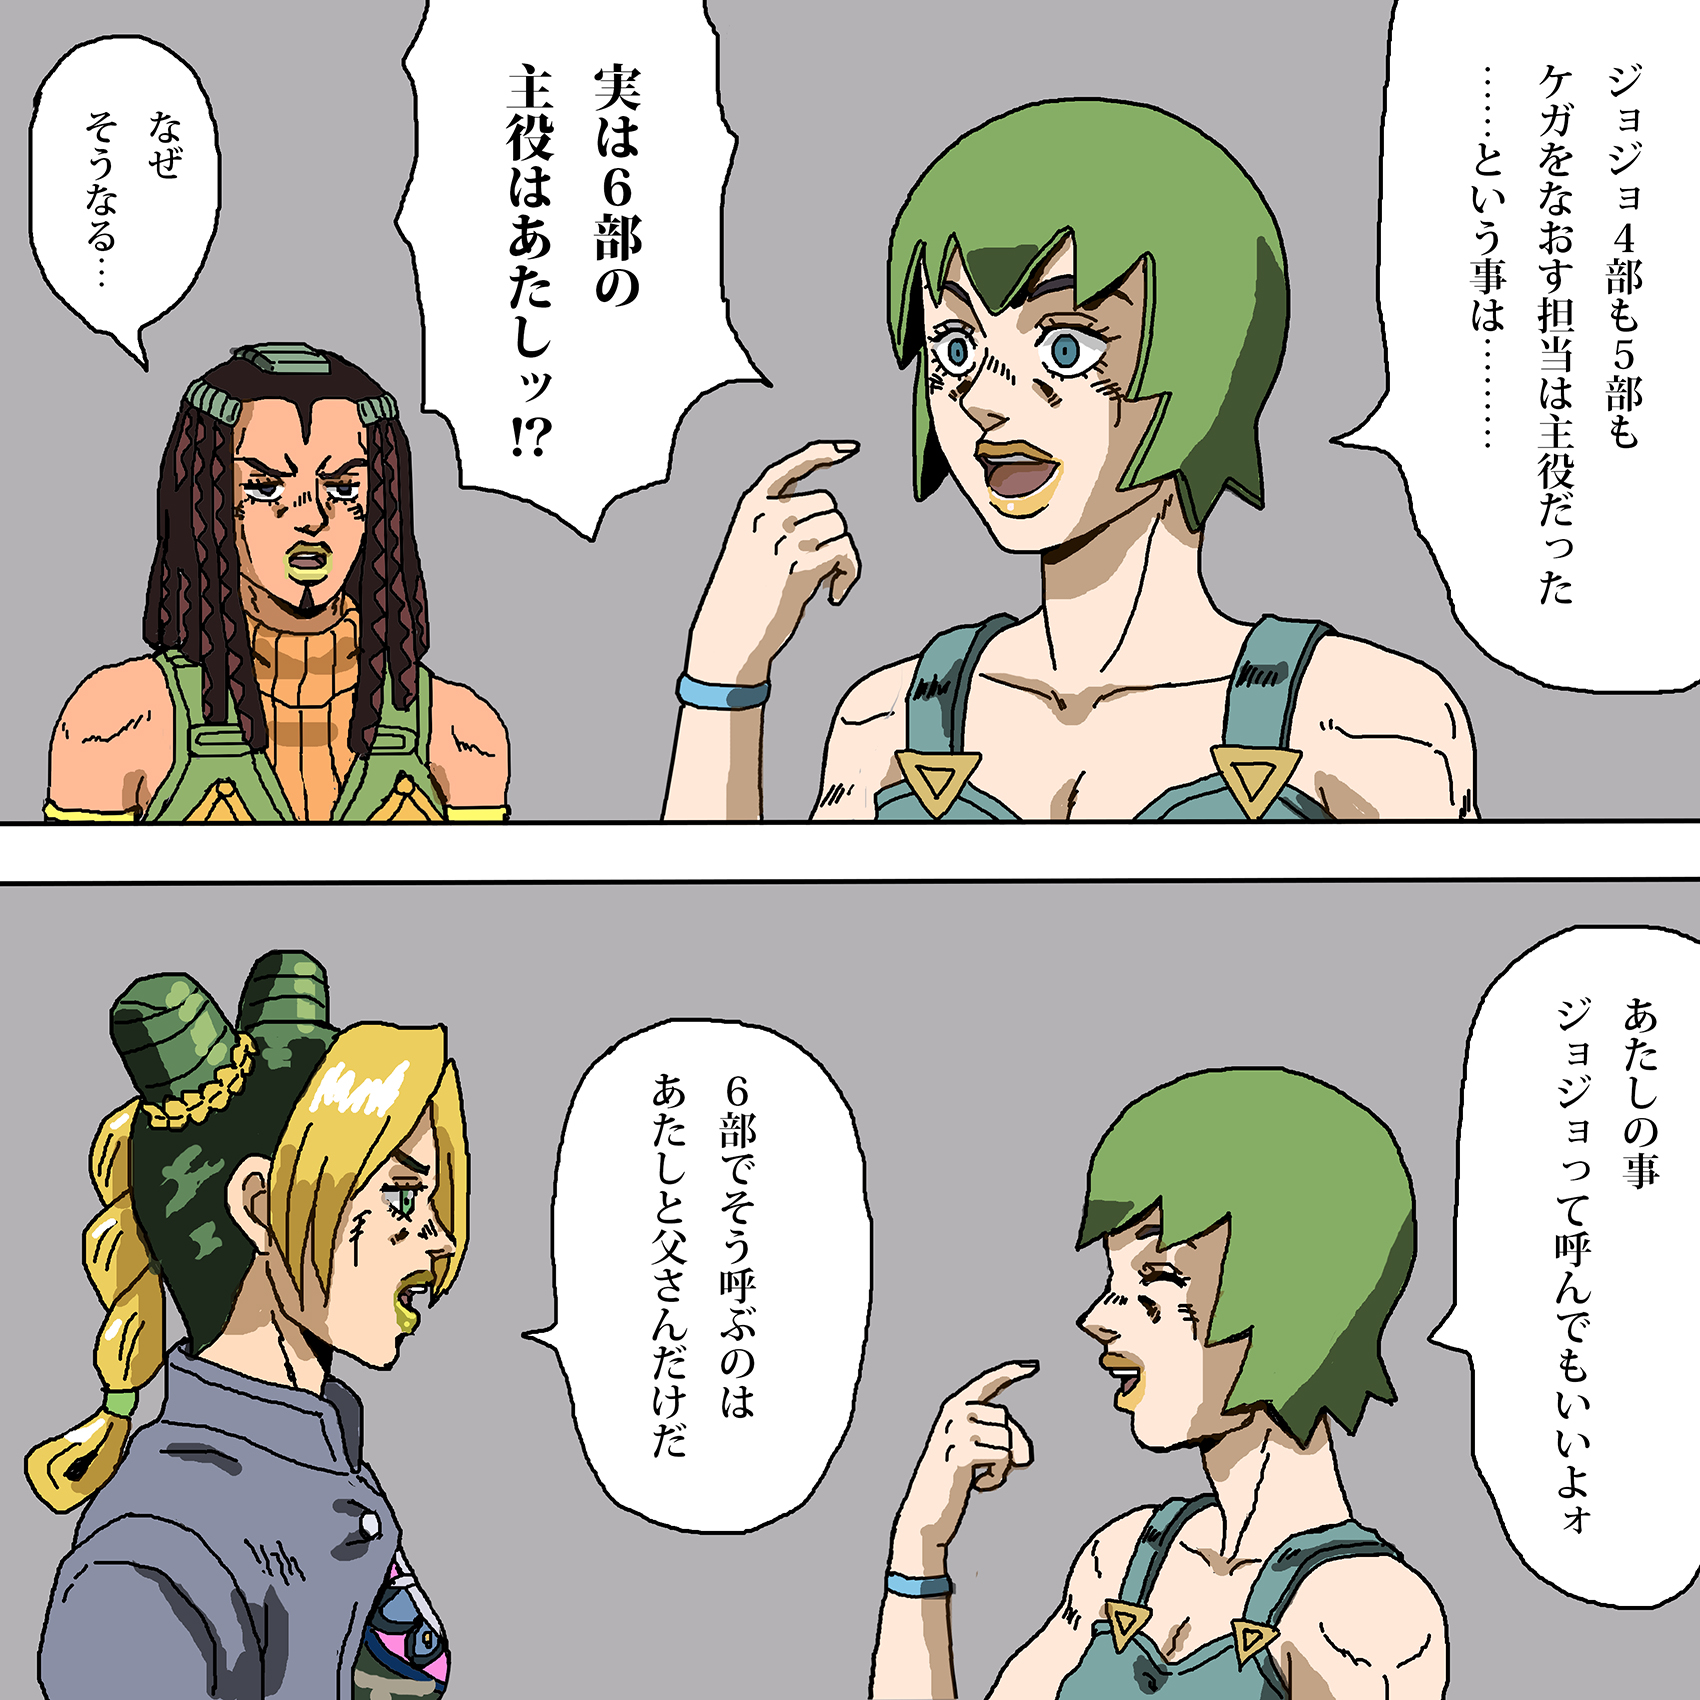 ジョジョ４部も５部も
ケガをなおす担当は主役だった
……という事は………
実は６部の
主役はあたしッ!?
なぜ
そうなる…
あたしの事
ジョジョって呼んでもいいよォ
６部でそう呼ぶのは
あたしと父さんだけだ